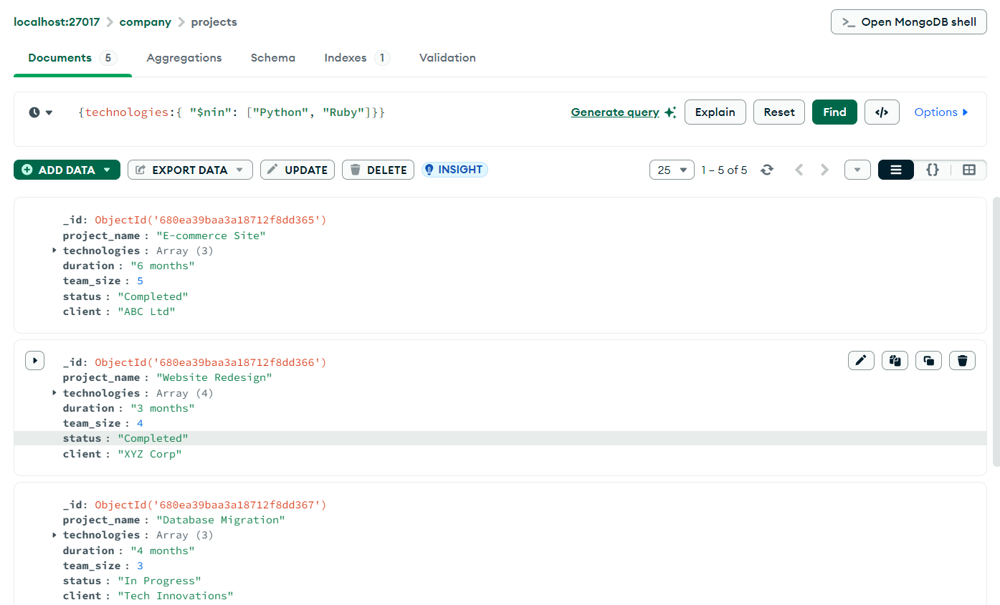 localhost:27017 > company > projects
>_ Open MongoDB shell
Documents 5 Aggregations Schema Indexes 1 Validation
{technologies:{ "$nin": ["Python", "Ruby"]}}
Generate query Explain Reset Find </> Options
ADD DATA EXPORT DATA UPDATE DELETE INSIGHT 25 1 – 5 of 5 {}
_id: ObjectId('680ea39baa3a18712f8dd365')
project_name : "E-commerce Site"
technologies : Array (3)
duration : "6 months"
team_size : 5
status : "Completed"
client : "ABC Ltd"
_id: ObjectId('680ea39baa3a18712f8dd366')
project_name : "Website Redesign"
technologies : Array (4)
duration : "3 months"
team_size : 4
status : "Completed"
client : "XYZ Corp"
_id: ObjectId('680ea39baa3a18712f8dd367')
project_name : "Database Migration"
technologies : Array (3)
duration : "4 months"
team_size : 3
status : "In Progress"
client : "Tech Innovations"